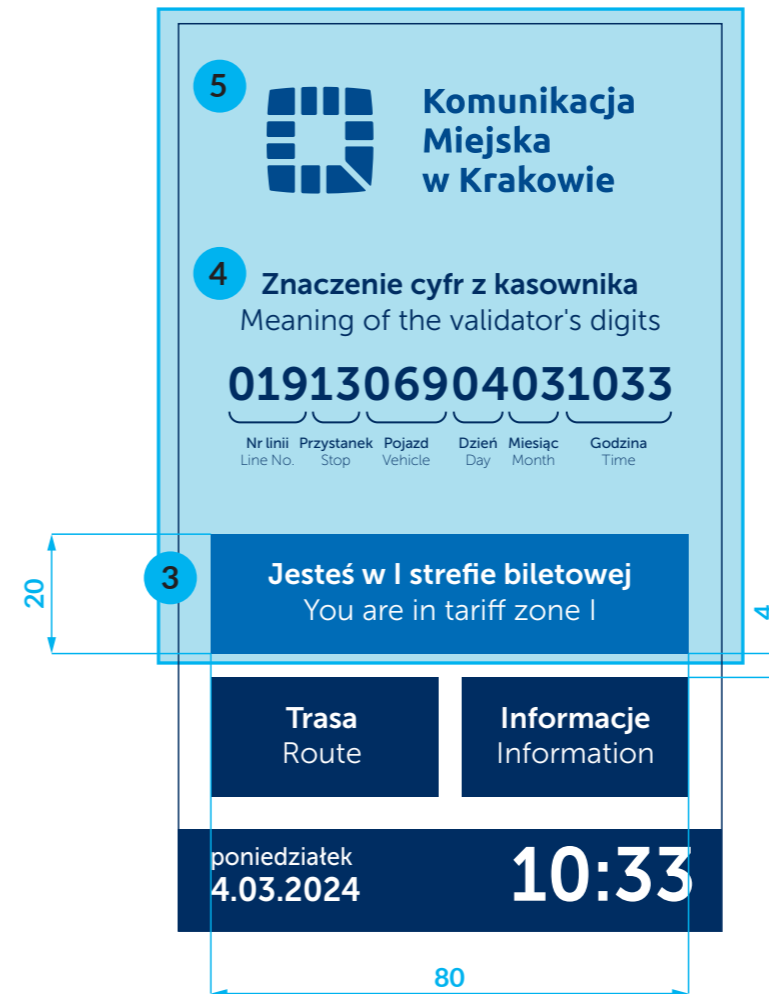 5
Komunikacja
Miejska
w Krakowie
4
Znaczenie cyfr z kasownika
Meaning of the validator's digits
0191306904031033
Nr linii Przystanek Pojazd Dzień Miesiąc Godzina
Line No. Stop Vehicle Day Month Time
20
3
Jesteś w I strefie biletowej
You are in tariff zone I
4
Trasa
Route
Informacje
Information
poniedziałek
4.03.2024
10:33
80